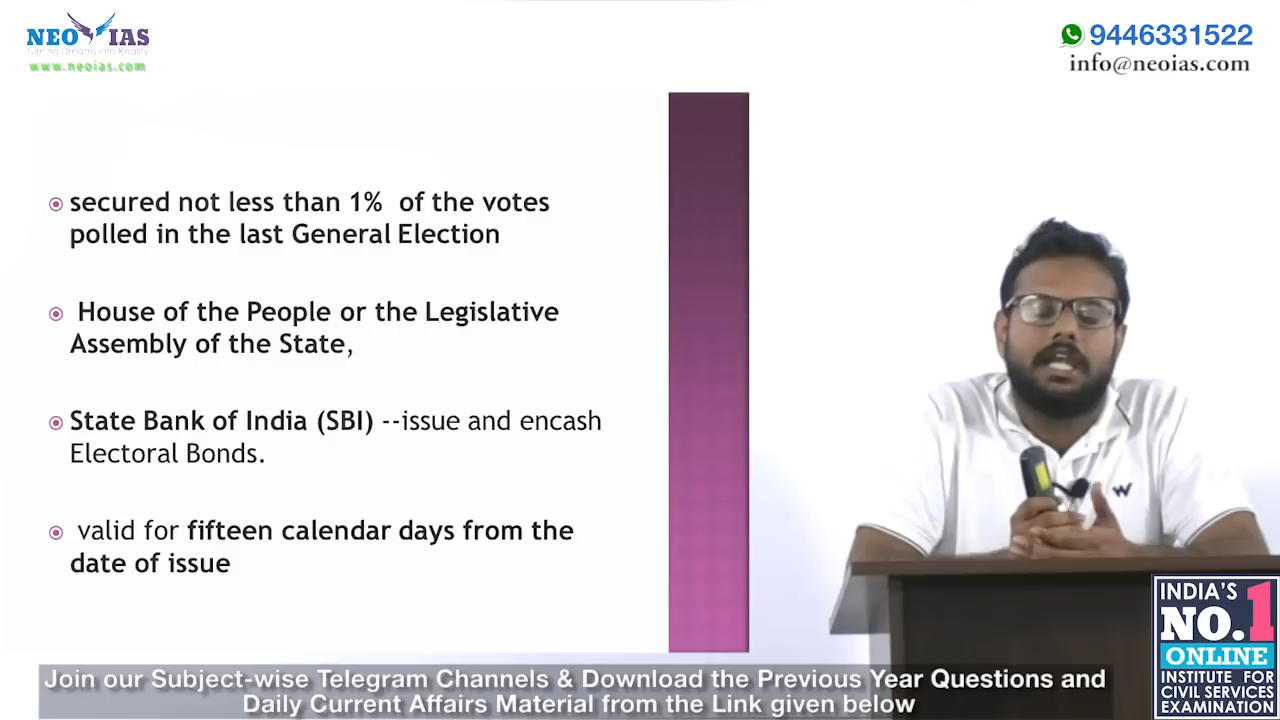 NEO IAS
Turning Dreams into Reality
www.neoias.com
9446331522
info@neoias.com
secured not less than 1% of the votes
polled in the last General Election
House of the People or the Legislative
Assembly of the State,
State Bank of India (SBI) --issue and encash
Electoral Bonds.
valid for fifteen calendar days from the
date of issue
W
INDIA'S
NO.1
ONLINE
INSTITUTE FOR
CIVIL SERVICES
EXAMINATION
Join our Subject-wise Telegram Channels & Download the Previous Year Questions and
Daily Current Affairs Material from the Link given below